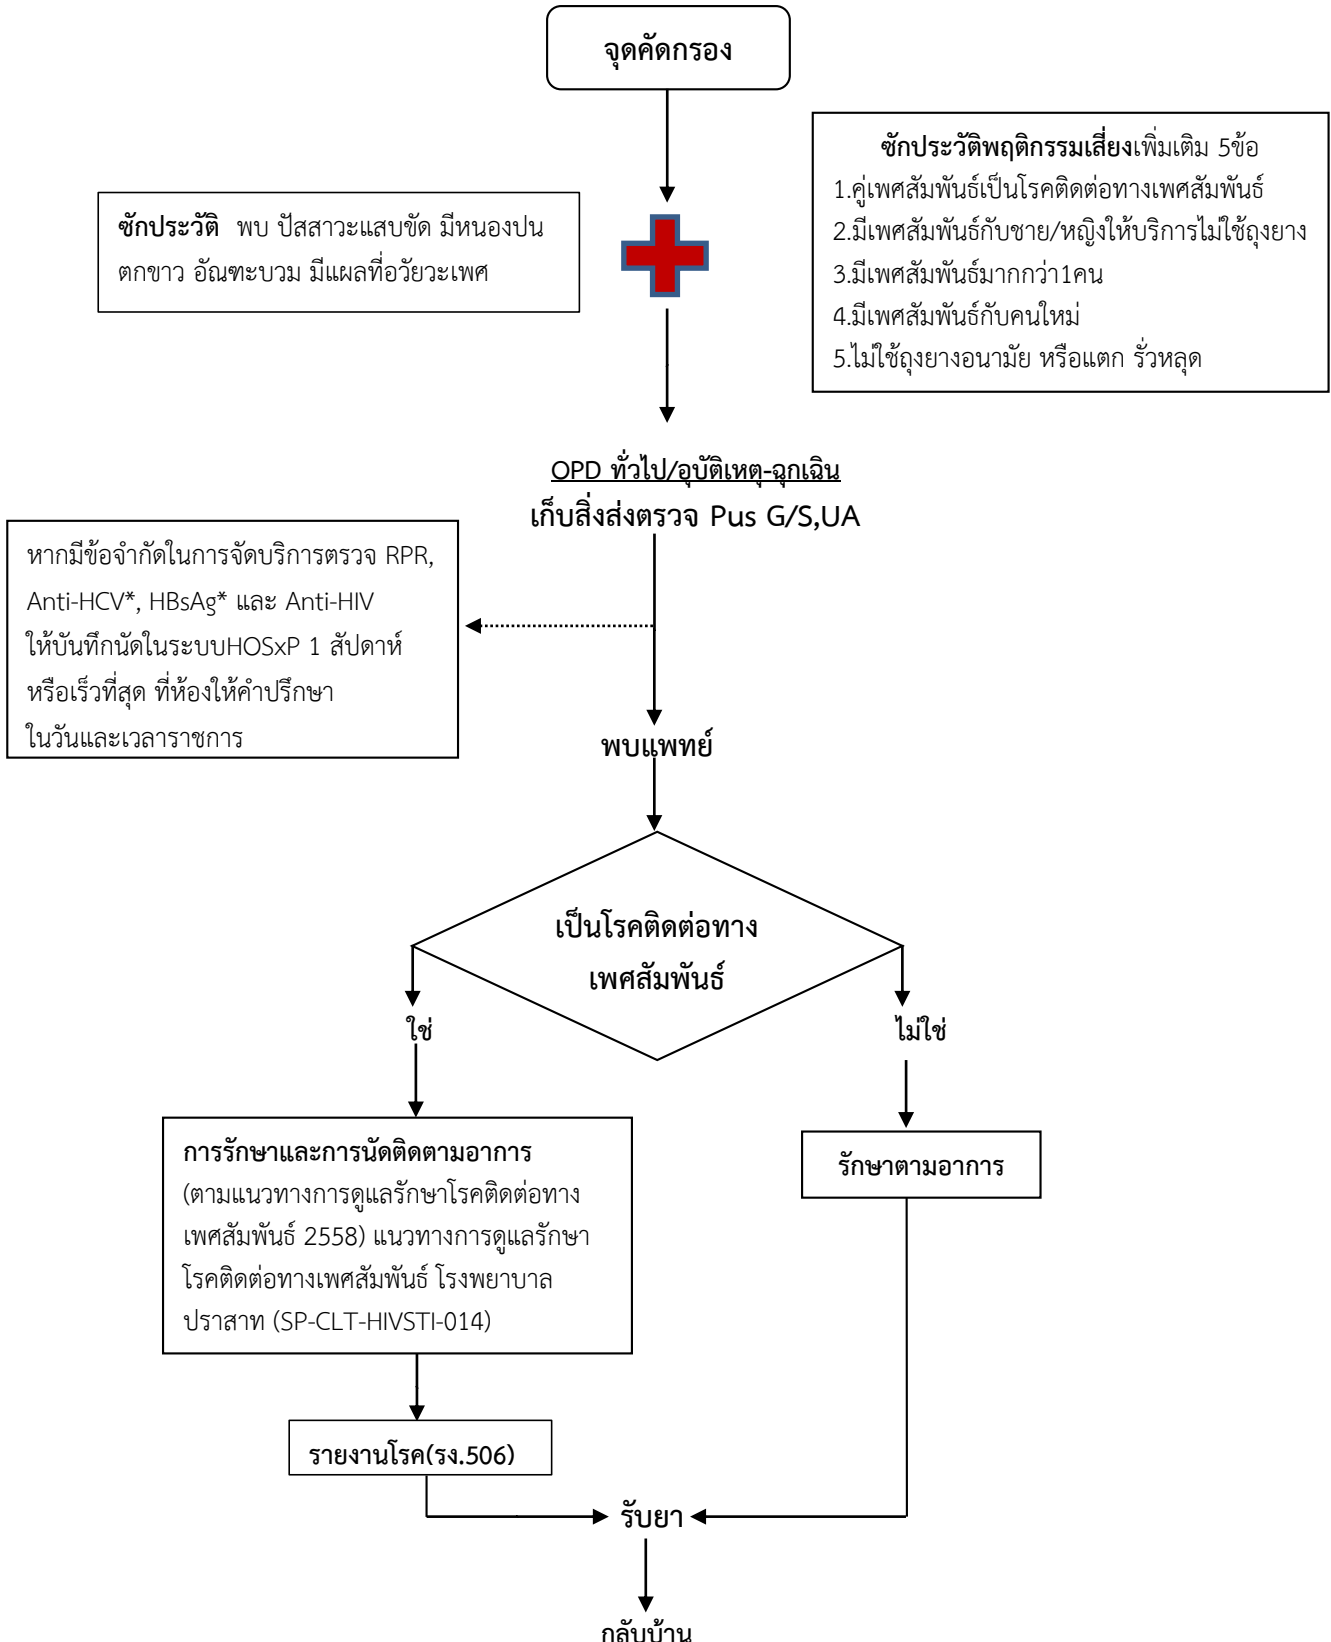 จุดคัดกรอง
ซักประวัติพฤติกรรมเสี่ยงเพิ่มเติม 5ข้อ
1.คู่เพศสัมพันธ์เป็นโรคติดต่อทางเพศสัมพันธ์
2.มีเพศสัมพันธ์กับชาย/หญิงให้บริการไม่ใช้ถุงยาง
3.มีเพศสัมพันธ์มากกว่า1คน
4.มีเพศสัมพันธ์กับคนใหม่
5.ไม่ใช้ถุงยางอนามัย หรือแตก รั่วหลุด
ซักประวัติ พบ ปัสสาวะแสบขัด มีหนองปน
ตกขาว อัณฑะบวม มีแผลที่อวัยวะเพศ
OPD ทั่วไป/อุบัติเหตุ-ฉุกเฉิน
เก็บสิ่งส่งตรวจ Pus G/S,UA
หากมีข้อจำกัดในการจัดบริการตรวจ RPR,
Anti-HCV*, HBsAg* และ Anti-HIV
ให้บันทึกนัดในระบบHOSxP 1 สัปดาห์
หรือเร็วที่สุด ที่ห้องให้คำปรึกษา
ในวันและเวลาราชการ
พบแพทย์
เป็นโรคติดต่อทาง
เพศสัมพันธ์
ใช่
ไม่ใช่
การรักษาและการนัดติดตามอาการ
(ตามแนวทางการดูแลรักษาโรคติดต่อทาง
เพศสัมพันธ์ 2558) แนวทางการดูแลรักษา
โรคติดต่อทางเพศสัมพันธ์ โรงพยาบาล
ปราสาท (SP-CLT-HIVSTI-014)
รักษาตามอาการ
รายงานโรค(รง.506)
รับยา
กลับบ้าน